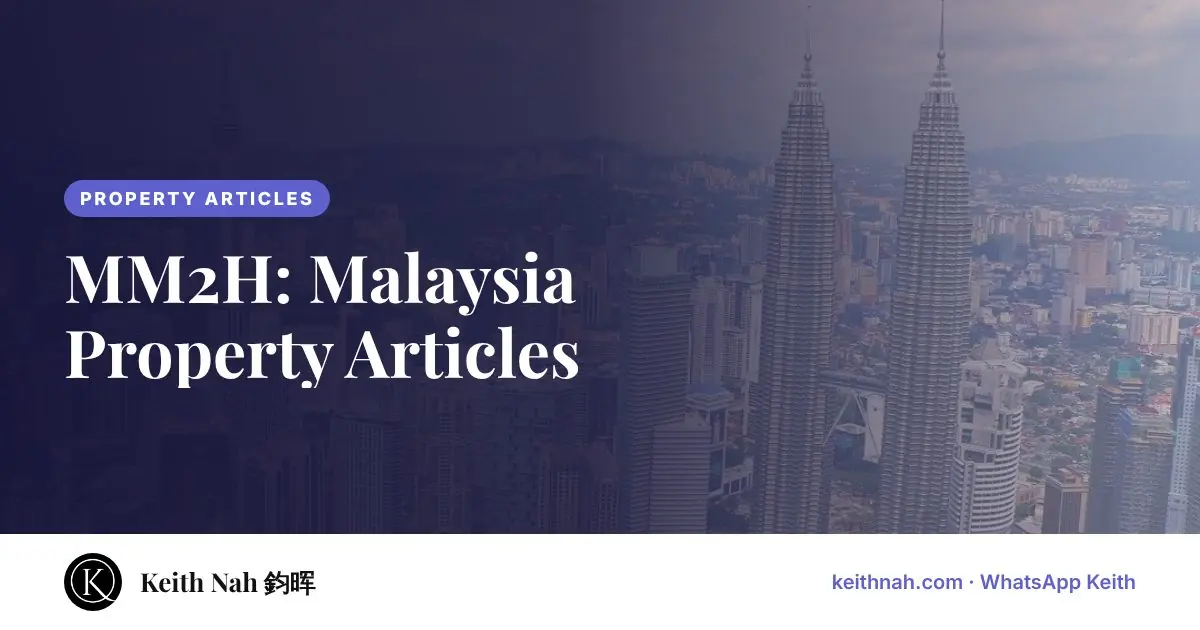 PROPERTY ARTICLES
MM2H: Malaysia
Property Articles
K
Keith Nah 鈞晖
keithnah.com · WhatsApp Keith